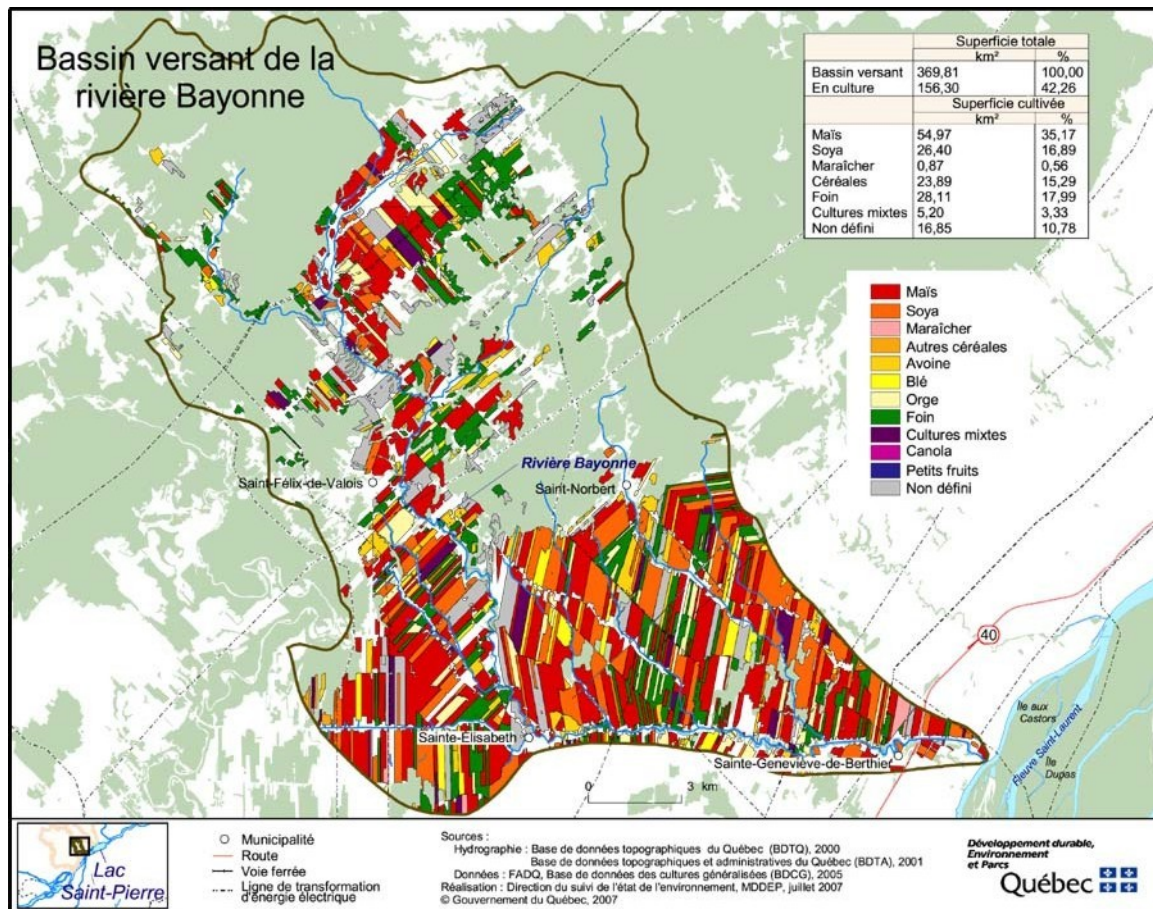 Bassin versant de la
rivière Bayonne
Superficie totale
km² %
Bassin versant 369,81 100,00
En culture 156,30 42,26
Superficie cultivée
km² %
Maïs 54,97 35,17
Soya 26,40 16,89
Maraîcher 0,87 0,56
Céréales 23,89 15,29
Foin 28,11 17,99
Cultures mixtes 5,20 3,33
Non défini 16,85 10,78
Maïs
Soya
Maraîcher
Autres céréales
Avoine
Blé
Orge
Foin
Cultures mixtes
Canola
Petits fruits
Non défini
Rivière Bayonne
Saint-Félix-de-Valois
Saint-Norbert
40
Île aux
Castors
Fleuve Saint-Laurent
Île
Dupas
Sainte-Élisabeth
Sainte-Geneviève-de-Berthier
0 3 km
Lac
Saint-Pierre
Municipalité
Route
Voie ferrée
Ligne de transformation
d'énergie électrique
Sources :
Hydrographie : Base de données topographiques du Québec (BDTQ), 2000
Base de données topographiques et administratives du Québec (BDTA), 2001
Données : FADQ, Base de données des cultures généralisées (BDCG), 2005
Réalisation : Direction du suivi de l'état de l'environnement, MDDEP, juillet 2007
© Gouvernement du Québec, 2007
Développement durable,
Environnement
et Parcs
Québec